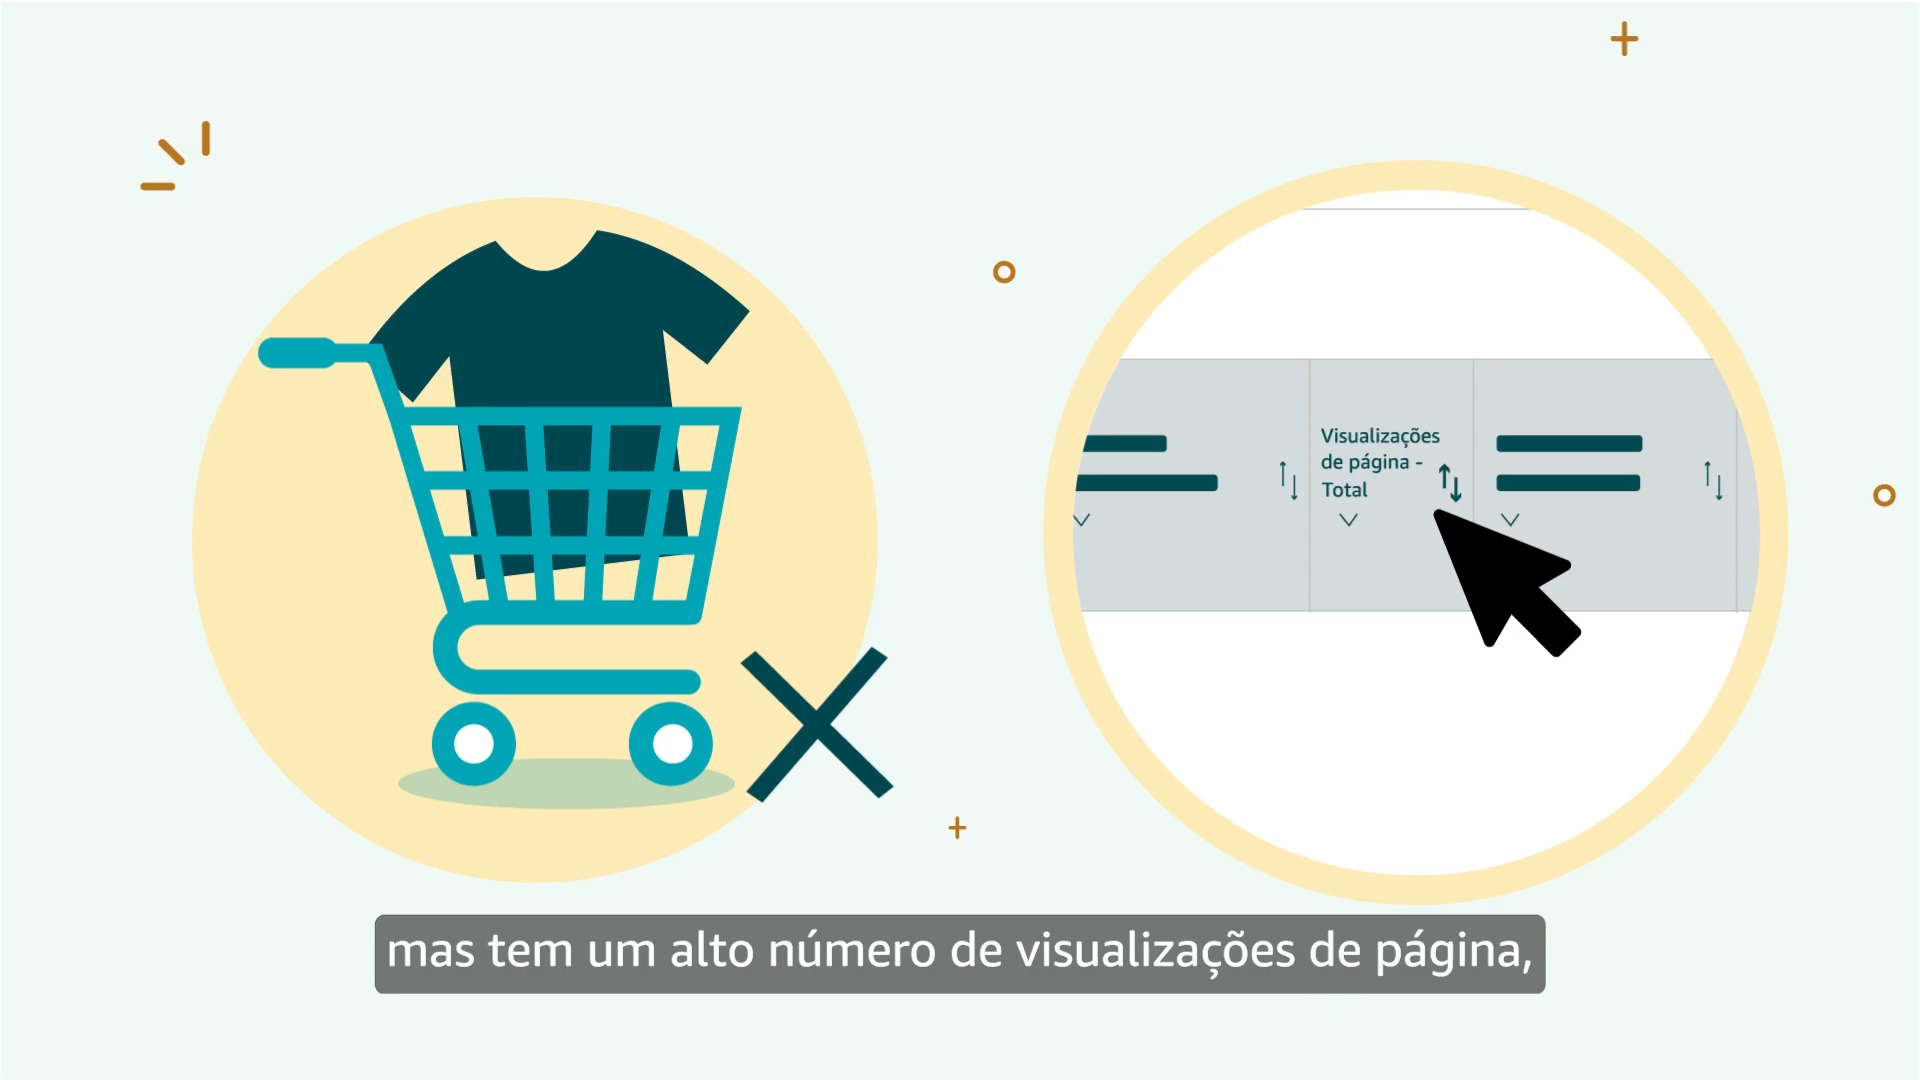 Visualizações
de página -
Total
mas tem um alto número de visualizações de página,